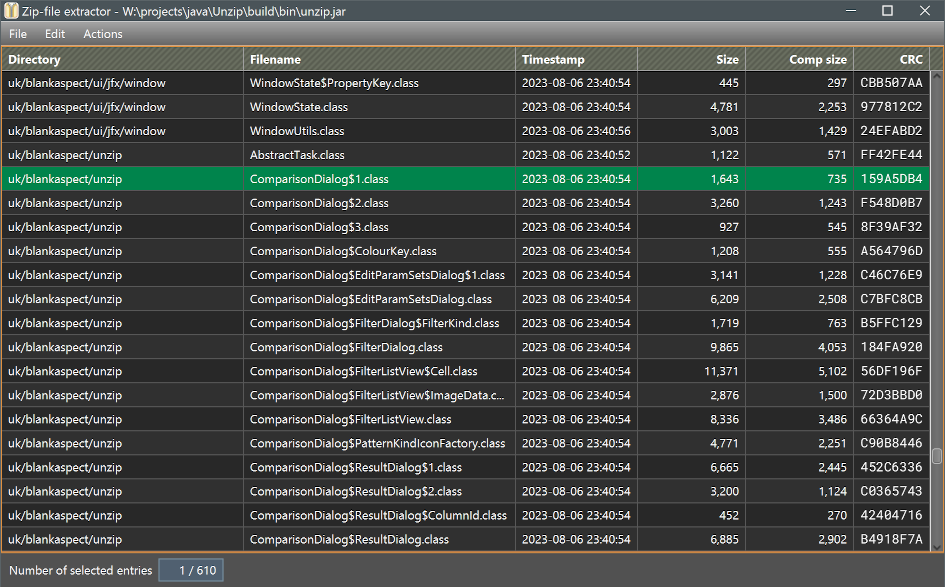 Zip-file extractor - W:\projects\java\Unzip\build\bin\unzip.jar
File Edit Actions
Directory Filename Timestamp Size Comp size CRC
uk/blankaspect/ui/jfx/window WindowState$PropertyKey.class 2023-08-06 23:40:54 445 297 CBB507AA
uk/blankaspect/ui/jfx/window WindowState.class 2023-08-06 23:40:54 4,781 2,253 977812C2
uk/blankaspect/ui/jfx/window WindowUtils.class 2023-08-06 23:40:56 3,003 1,429 24EFABD2
uk/blankaspect/unzip AbstractTask.class 2023-08-06 23:40:52 1,122 571 FF42FE44
uk/blankaspect/unzip ComparisonDialog$1.class 2023-08-06 23:40:54 1,643 735 159A5DB4
uk/blankaspect/unzip ComparisonDialog$2.class 2023-08-06 23:40:54 3,260 1,243 F548D0B7
uk/blankaspect/unzip ComparisonDialog$3.class 2023-08-06 23:40:54 927 545 8F39AF32
uk/blankaspect/unzip ComparisonDialog$ColourKey.class 2023-08-06 23:40:54 1,208 555 A564796D
uk/blankaspect/unzip ComparisonDialog$EditParamSetsDialog$1.class 2023-08-06 23:40:54 3,141 1,228 C46C76E9
uk/blankaspect/unzip ComparisonDialog$EditParamSetsDialog.class 2023-08-06 23:40:54 6,209 2,508 C7BFC8CB
uk/blankaspect/unzip ComparisonDialog$FilterDialog$FilterKind.class 2023-08-06 23:40:54 1,719 763 B5FFC129
uk/blankaspect/unzip ComparisonDialog$FilterDialog.class 2023-08-06 23:40:54 9,865 4,053 184FA920
uk/blankaspect/unzip ComparisonDialog$FilterListView$Cell.class 2023-08-06 23:40:54 11,371 5,102 56DF196F
uk/blankaspect/unzip ComparisonDialog$FilterListView$ImageData.c... 2023-08-06 23:40:54 2,876 1,500 72D3BBD0
uk/blankaspect/unzip ComparisonDialog$FilterListView.class 2023-08-06 23:40:54 8,336 3,486 66364A9C
uk/blankaspect/unzip ComparisonDialog$PatternKindIconFactory.class 2023-08-06 23:40:54 4,771 2,251 C90B8446
uk/blankaspect/unzip ComparisonDialog$ResultDialog$1.class 2023-08-06 23:40:54 6,665 2,445 452C6336
uk/blankaspect/unzip ComparisonDialog$ResultDialog$2.class 2023-08-06 23:40:54 3,200 1,124 C0365743
uk/blankaspect/unzip ComparisonDialog$ResultDialog$ColumnId.class 2023-08-06 23:40:54 452 270 42404716
uk/blankaspect/unzip ComparisonDialog$ResultDialog.class 2023-08-06 23:40:54 6,885 2,902 B4918F7A
Number of selected entries 1 / 610